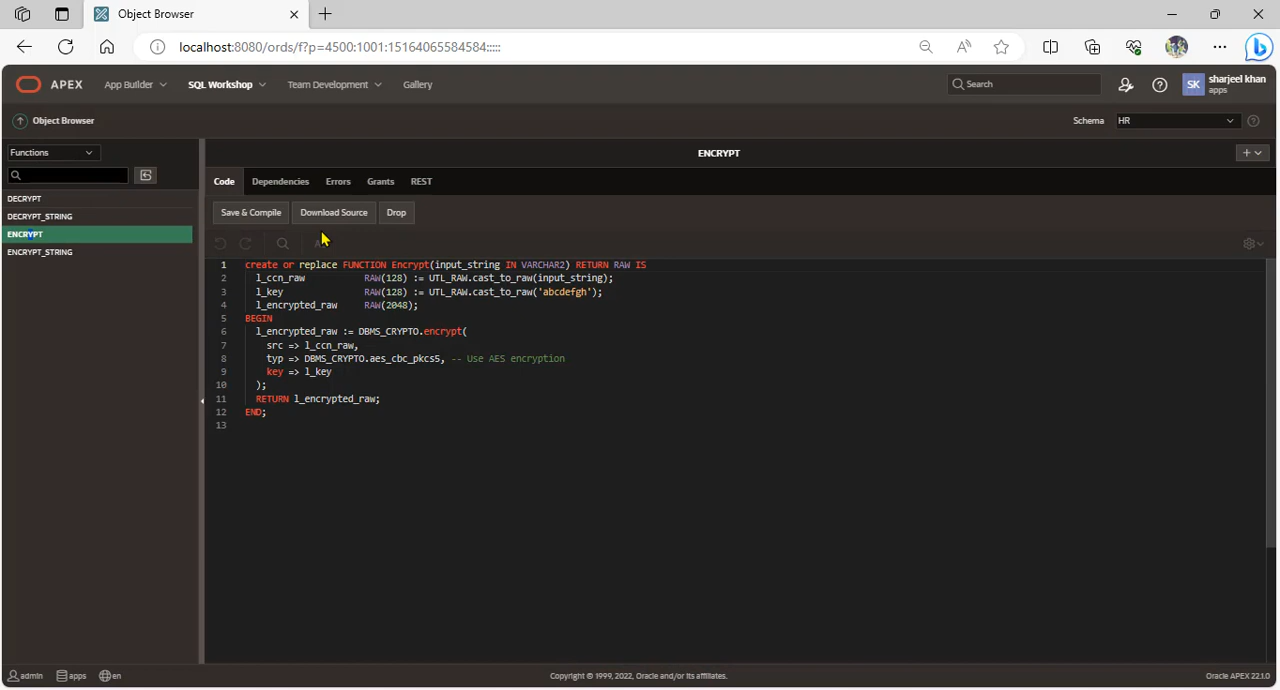 Object Browser
localhost:8080/ords/f?p=4500:1001:15164065584584:::::
APEX App Builder SQL Workshop Team Development Gallery Search SK sharjeel khan
apps
Object Browser Schema HR
Functions ENCRYPT
Code Dependencies Errors Grants REST
DECRYPT
DECRYPT_STRING
ENCRYPT
ENCRYPT_STRING
Save & Compile Download Source Drop
1 create or replace FUNCTION Encrypt(input_string IN VARCHAR2) RETURN RAW IS
2 l_ccn_raw RAW(128) := UTL_RAW.cast_to_raw(input_string);
3 l_key RAW(128) := UTL_RAW.cast_to_raw('abcdefgh');
4 l_encrypted_raw RAW(2048);
5 BEGIN
6 l_encrypted_raw := DBMS_CRYPTO.encrypt(
7 src => l_ccn_raw,
8 typ => DBMS_CRYPTO.aes_cbc_pkcs5, -- Use AES encryption
9 key => l_key
10 );
11 RETURN l_encrypted_raw;
12 END;
13
admin apps en Copyright © 1999, 2022, Oracle and/or its affiliates. Oracle APEX 22.1.0